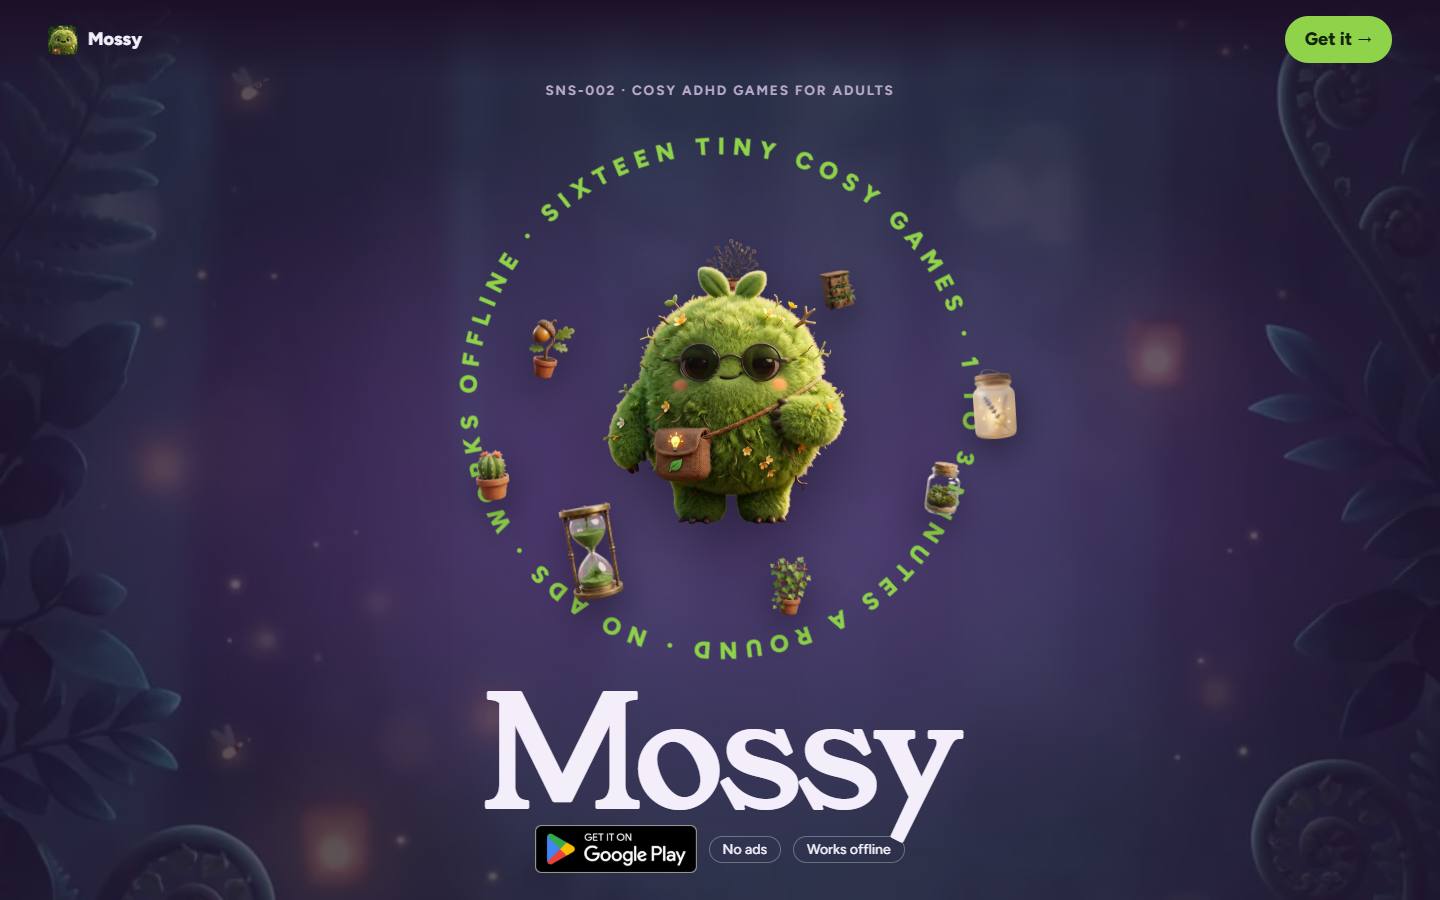 Mossy
Get it →
SNS-002 · COSY ADHD GAMES FOR ADULTS
SIXTEEN TINY COSY GAMES · 1 TO 3 MINUTES A ROUND · NO ADS · WORKS OFFLINE ·
Mossy
GET IT ON
Google Play
No ads
Works offline